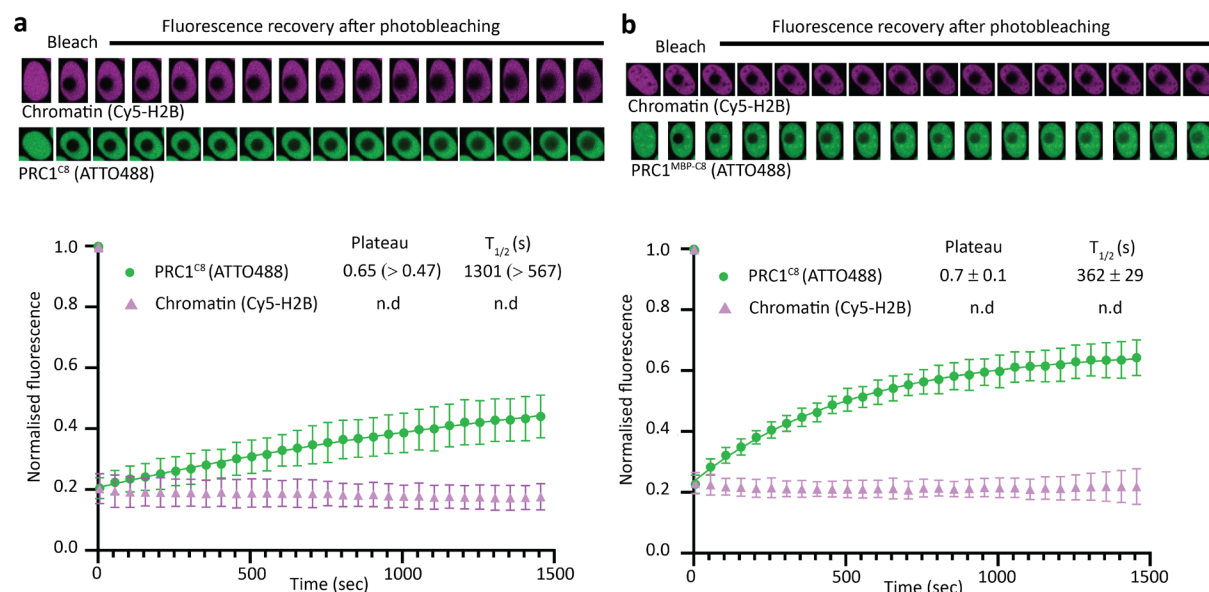 a
Fluorescence recovery after photobleaching
Bleach
Chromatin (Cy5-H2B)
PRC1C8 (ATTO488)
Plateau T1/2 (s)
PRC1C8 (ATTO488) 0.65 (> 0.47) 1301 (> 567)
Chromatin (Cy5-H2B) n.d n.d
Normalised fluorescence
1.0
0.8
0.6
0.4
0.2
0.0
0 500 1000 1500
Time (sec)
b
Fluorescence recovery after photobleaching
Bleach
Chromatin (Cy5-H2B)
PRC1MBP-C8 (ATTO488)
Plateau T1/2 (s)
PRC1C8 (ATTO488) 0.7 ± 0.1 362 ± 29
Chromatin (Cy5-H2B) n.d n.d
Normalised fluorescence
1.0
0.8
0.6
0.4
0.2
0.0
0 500 1000 1500
Time (sec)